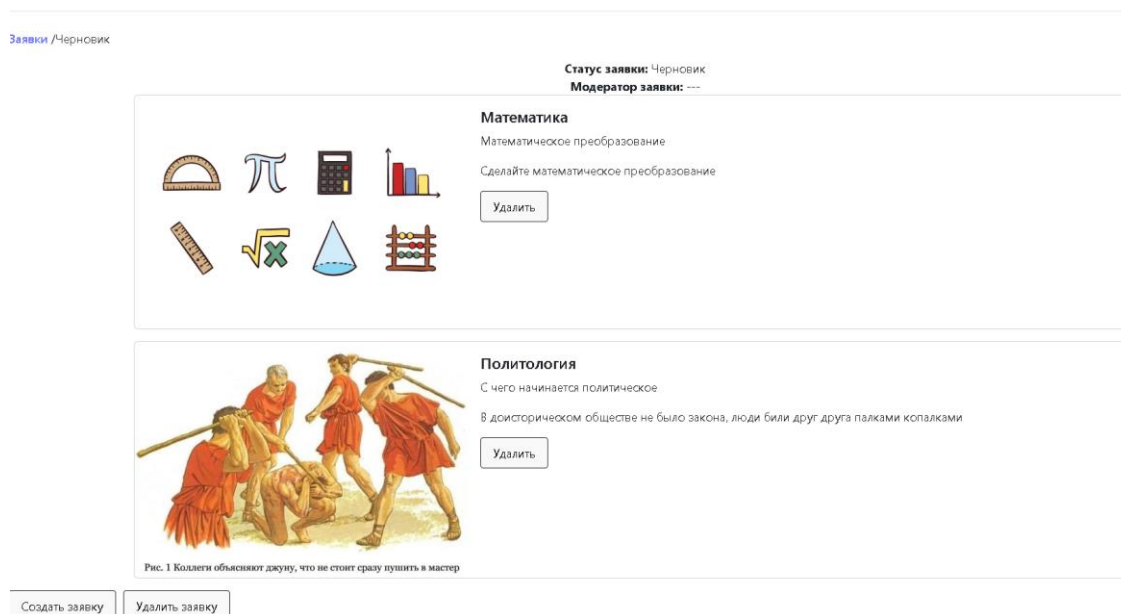 Заявки /Черновик
Статус заявки: Черновик
Модератор заявки: ---
Математика
Математическое преобразование
Сделайте математическое преобразование
Удалить
Политология
С чего начинается политическое
В доисторическом обществе не было закона, люди били друг друга палками копалками
Удалить
Рис. 1 Коллеги объясняют джуну, что не стоит сразу пушить в мастер
Создать заявку Удалить заявку